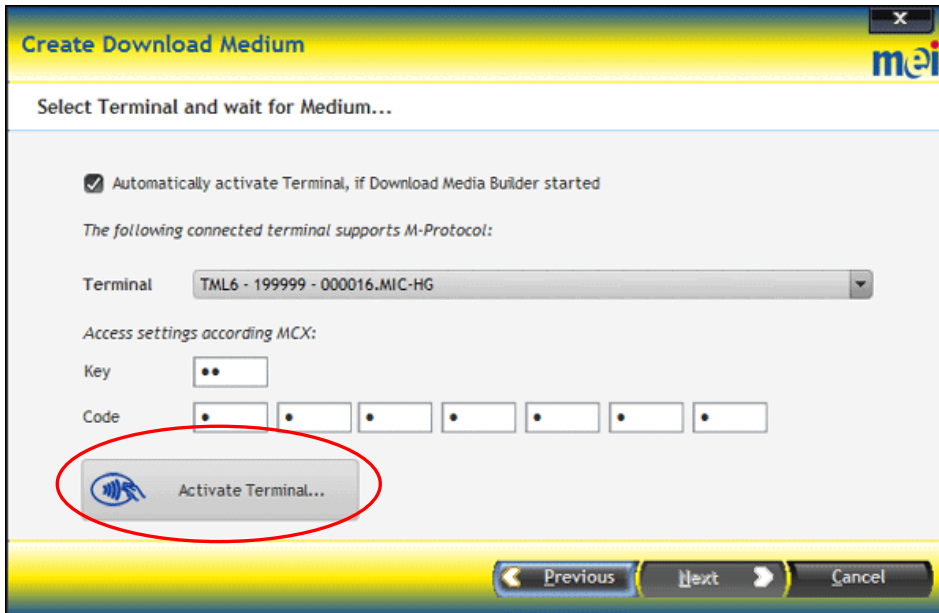 X
Create Download Medium
mei
Select Terminal and wait for Medium...
Automatically activate Terminal, if Download Media Builder started
The following connected terminal supports M-Protocol:
Terminal TML6 - 199999 - 000016.MIC-HG
Access settings according MCX:
Key ••
Code • • • • • • •
Activate Terminal...
Previous Next Cancel